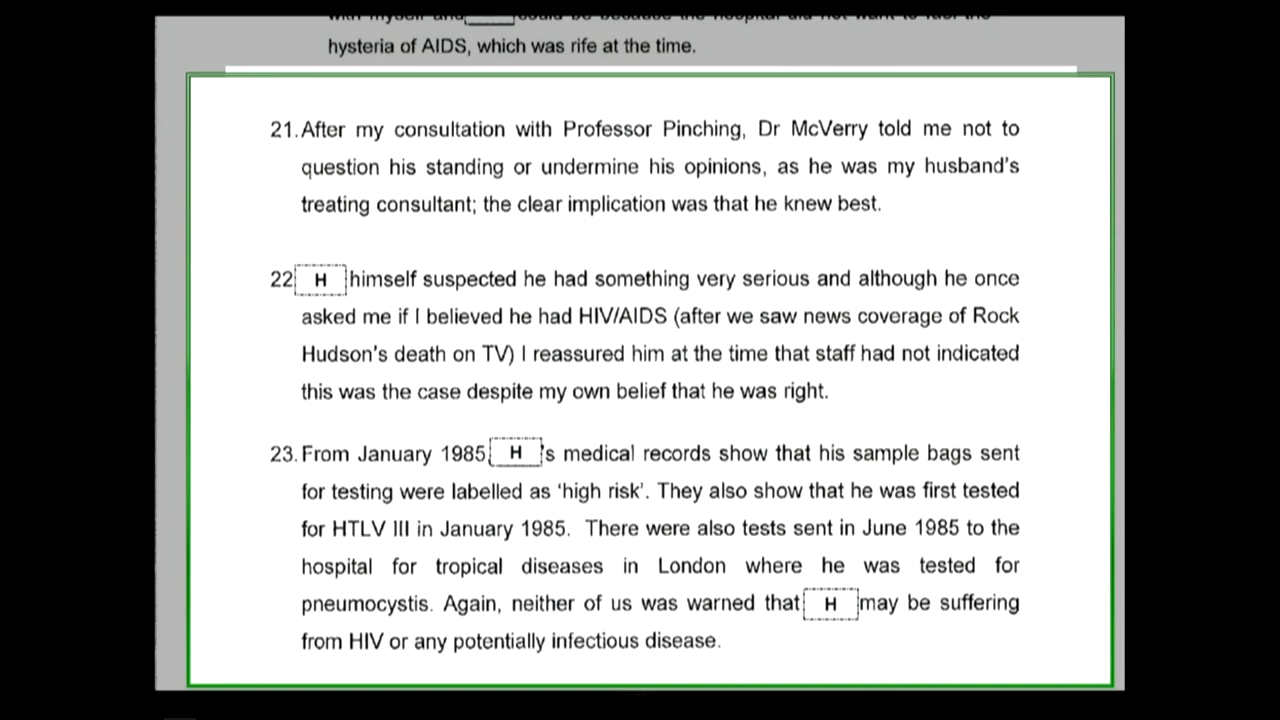 hysteria of AIDS, which was rife at the time.
21. After my consultation with Professor Pinching, Dr McVerry told me not to
question his standing or undermine his opinions, as he was my husband's
treating consultant; the clear implication was that he knew best.
22 H himself suspected he had something very serious and although he once
asked me if I believed he had HIV/AIDS (after we saw news coverage of Rock
Hudson's death on TV) I reassured him at the time that staff had not indicated
this was the case despite my own belief that he was right.
23. From January 1985 H 's medical records show that his sample bags sent
for testing were labelled as 'high risk'. They also show that he was first tested
for HTLV III in January 1985. There were also tests sent in June 1985 to the
hospital for tropical diseases in London where he was tested for
pneumocystis. Again, neither of us was warned that H may be suffering
from HIV or any potentially infectious disease.